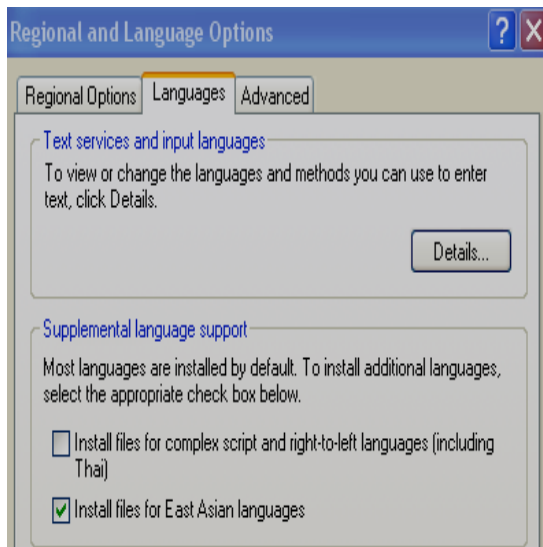 Regional and Language Options
Regional Options Languages Advanced
Text services and input languages
To view or change the languages and methods you can use to enter
text, click Details.
Details...
Supplemental language support
Most languages are installed by default. To install additional languages,
select the appropriate check box below.
Install files for complex script and right-to-left languages (including
Thai)
Install files for East Asian languages